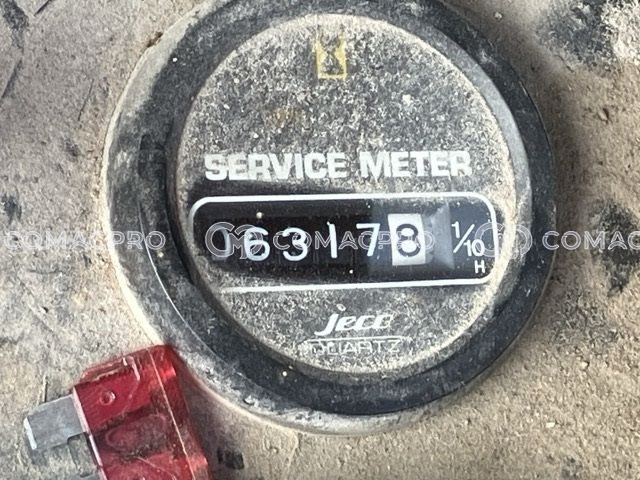 SERVICE METER
63178 1/10 H
jeco
QUARTZ
COMACPRO COMACPRO COMACPRO